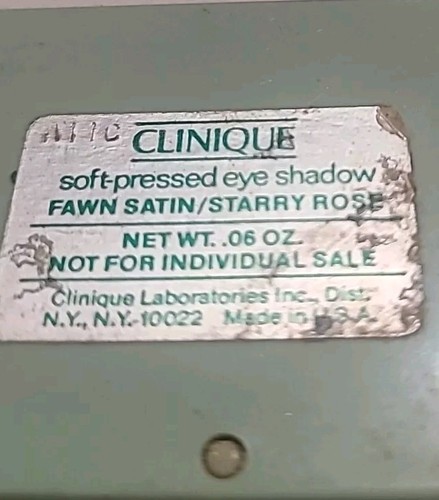 CLINIQUE
soft-pressed eye shadow
FAWN SATIN/STARRY ROSE
NET WT. .06 OZ.
NOT FOR INDIVIDUAL SALE
Clinique Laboratories Inc., Dist.
N.Y., N.Y. 10022 Made in U.S.A.